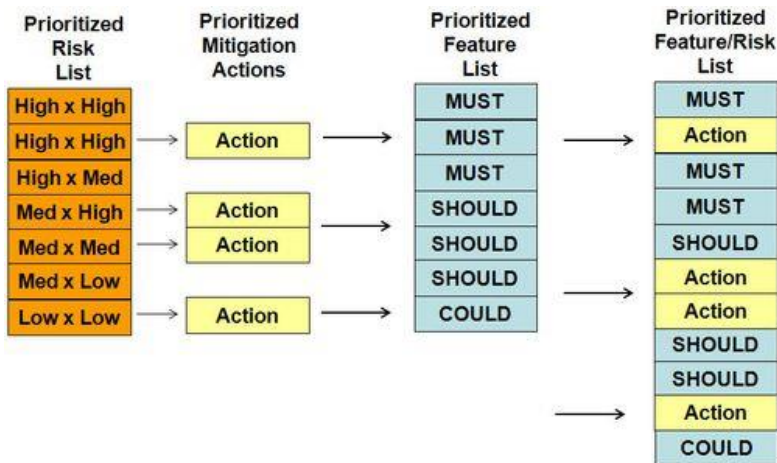 Prioritized
Risk
List
High x High
High x High
High x Med
Med x High
Med x Med
Med x Low
Low x Low
Prioritized
Mitigation
Actions
Action
Action
Action
Action
Prioritized
Feature
List
MUST
MUST
MUST
SHOULD
SHOULD
SHOULD
COULD
Prioritized
Feature/Risk
List
MUST
Action
MUST
MUST
SHOULD
Action
Action
SHOULD
SHOULD
Action
COULD